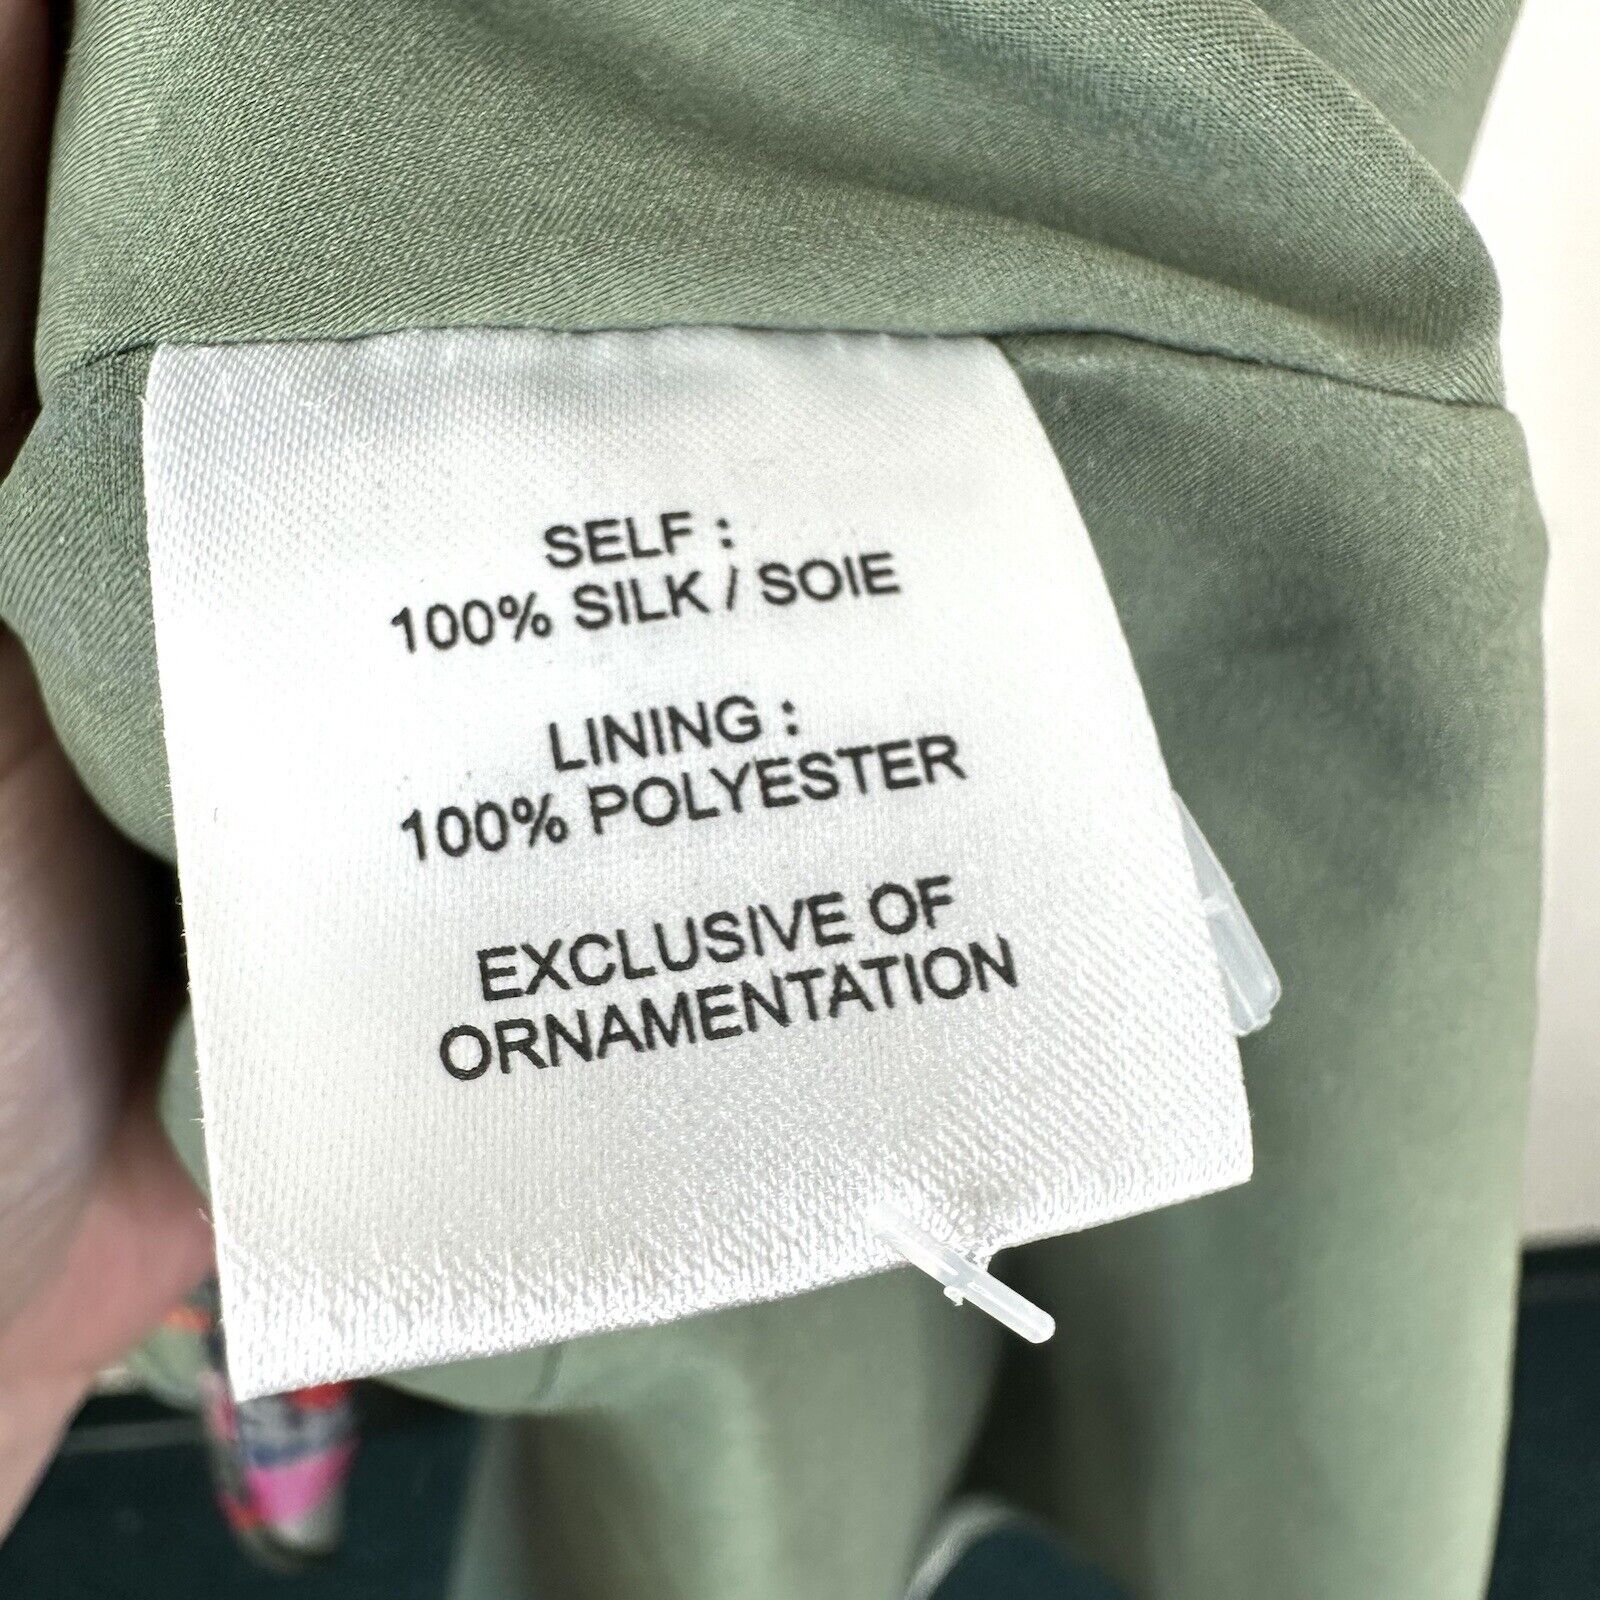 SELF :
100% SILK / SOIE
LINING :
100% POLYESTER
EXCLUSIVE OF
ORNAMENTATION